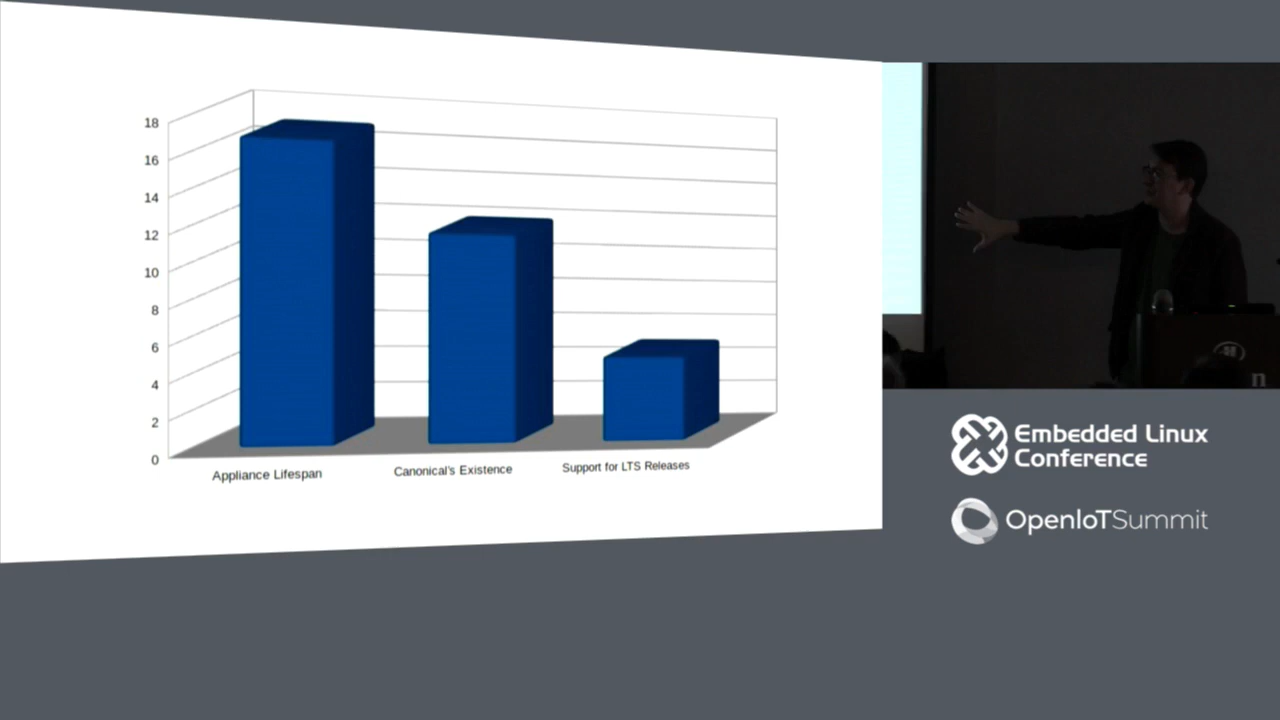 18
16
14
12
10
8
6
4
2
0
Appliance Lifespan
Canonical's Existence
Support for LTS Releases
Embedded Linux
Conference
OpenIoTSummit
n